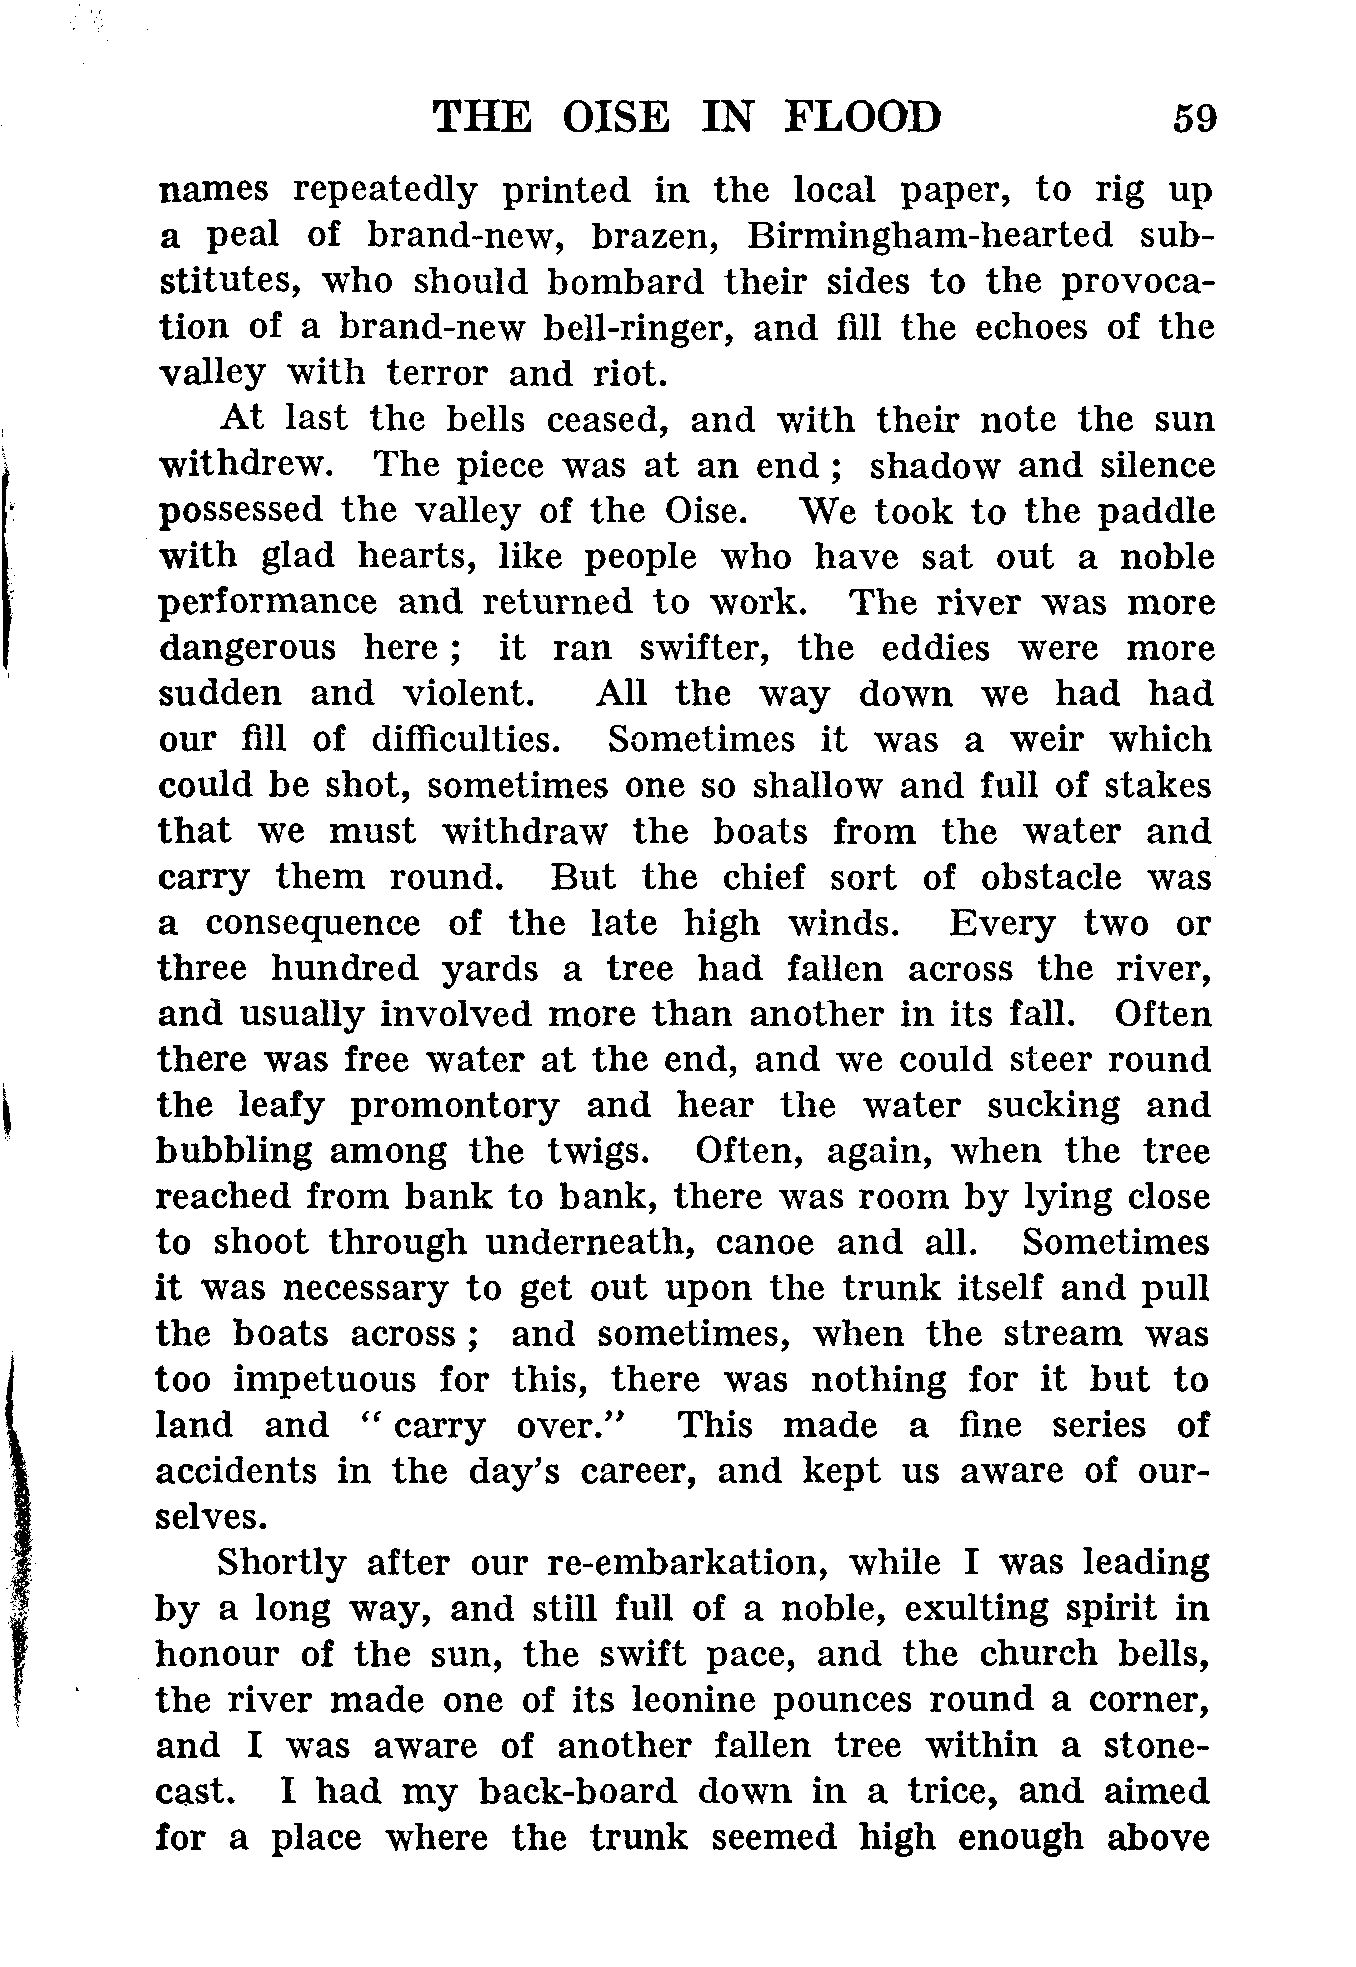 THE OISE IN FLOOD 59
names repeatedly printed in the local paper, to rig up
a peal of brand-new, brazen, Birmingham-hearted sub-
stitutes, who should bombard their sides to the provoca-
tion of a brand-new bell-ringer, and fill the echoes of the
valley with terror and riot.
At last the bells ceased, and with their note the sun
withdrew. The piece was at an end ; shadow and silence
possessed the valley of the Oise. We took to the paddle
with glad hearts, like people who have sat out a noble
performance and returned to work. The river was more
dangerous here ; it ran swifter, the eddies were more
sudden and violent. All the way down we had had
our fill of difficulties. Sometimes it was a weir which
could be shot, sometimes one so shallow and full of stakes
that we must withdraw the boats from the water and
carry them round. But the chief sort of obstacle was
a consequence of the late high winds. Every two or
three hundred yards a tree had fallen across the river,
and usually involved more than another in its fall. Often
there was free water at the end, and we could steer round
the leafy promontory and hear the water sucking and
bubbling among the twigs. Often, again, when the tree
reached from bank to bank, there was room by lying close
to shoot through underneath, canoe and all. Sometimes
it was necessary to get out upon the trunk itself and pull
the boats across ; and sometimes, when the stream was
too impetuous for this, there was nothing for it but to
land and “ carry over.” This made a fine series of
accidents in the day's career, and kept us aware of our-
selves.
Shortly after our re-embarkation, while I was leading
by a long way, and still full of a noble, exulting spirit in
honour of the sun, the swift pace, and the church bells,
the river made one of its leonine pounces round a corner,
and I was aware of another fallen tree within a stone-
cast. I had my back-board down in a trice, and aimed
for a place where the trunk seemed high enough above